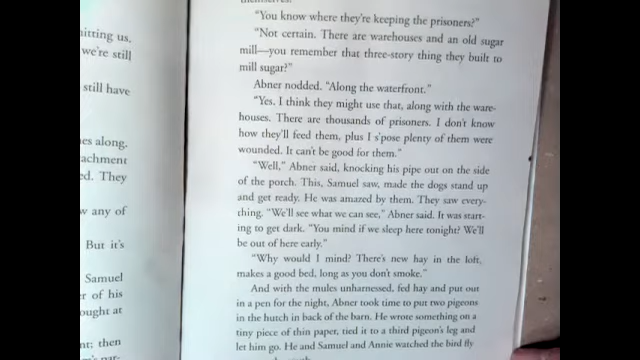 itting us.
we're still
still have
es along.
achment
ed. They
w any of
But it's
Samuel
r of his
ought at
nt; then
"You know where they're keeping the prisoners?"
"Not certain. There are warehouses and an old sugar
mill—you remember that three-story thing they built to
mill sugar?"
Abner nodded. "Along the waterfront."
"Yes. I think they might use that, along with the ware-
houses. There are thousands of prisoners. I don't know
how they'll feed them, plus I s'pose plenty of them were
wounded. It can't be good for them."
"Well," Abner said, knocking his pipe out on the side
of the porch. This, Samuel saw, made the dogs stand up
and get ready. He was amazed by them. They saw every-
thing. "We'll see what we can see," Abner said. It was start-
ing to get dark. "You mind if we sleep here tonight? We'll
be out of here early."
"Why would I mind? There's new hay in the loft,
makes a good bed, long as you don't smoke."
And with the mules unharnessed, fed hay and put out
in a pen for the night, Abner took time to put two pigeons
in the hutch in back of the barn. He wrote something on a
tiny piece of thin paper, tied it to a third pigeon's leg and
let him go. He and Samuel and Annie watched the bird fly